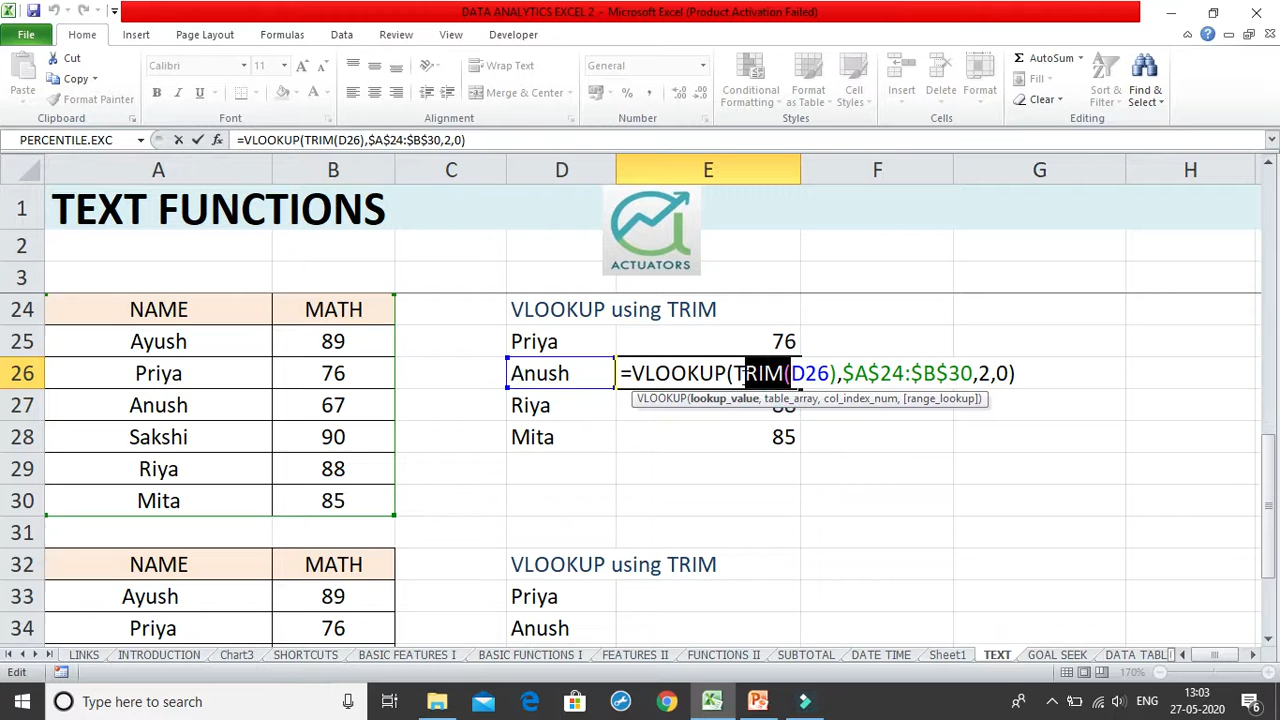 DATA ANALYTICS EXCEL 2 - Microsoft Excel (Product Activation Failed)
File Home Insert Page Layout Formulas Data Review View Developer
Paste
Cut
Copy
Format Painter
Clipboard
Calibri 11
B I U
Font
Wrap Text
Merge & Center
Alignment
General
Number
Conditional Formatting
Format as Table
Cell Styles
Styles
Insert Delete Format
Cells
AutoSum
Fill
Clear
Sort & Filter
Find & Select
Editing
PERCENTILE.EXC =VLOOKUP(TRIM(D26),$A$24:$B$30,2,0)
A B C D E F G H
1 TEXT FUNCTIONS
ACTUATORS
2
3
24 NAME MATH VLOOKUP using TRIM
25 Ayush 89 Priya 76
26 Priya 76 Anush =VLOOKUP(TRIM(D26),$A$24:$B$30,2,0)
VLOOKUP(lookup_value, table_array, col_index_num, [range_lookup])
27 Anush 67 Riya
28 Sakshi 90 Mita 85
29 Riya 88
30 Mita 85
31
32 NAME MATH VLOOKUP using TRIM
33 Ayush 89 Priya
34 Priya 76 Anush
LINKS INTRODUCTION Chart3 SHORTCUTS BASIC FEATURES I BASIC FUNCTIONS I FEATURES II FUNCTIONS II SUBTOTAL DATE TIME Sheet1 TEXT GOAL SEEK DATA TABL
Edit 170%
Type here to search
ENG
13:03
27-05-2020
6